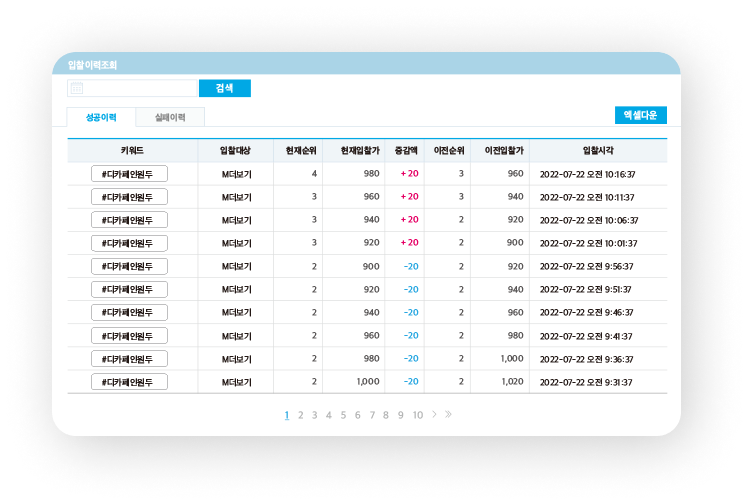 입찰이력조회
검색
성공이력 실패이력 엑셀다운
키워드 입찰대상 현재순위 현재입찰가 증감액 이전순위 이전입찰가 입찰시각
#디카페인원두 M더보기 4 980 +20 3 960 2022-07-22 오전 10:16:37
#디카페인원두 M더보기 3 960 +20 3 940 2022-07-22 오전 10:11:37
#디카페인원두 M더보기 3 940 +20 2 920 2022-07-22 오전 10:06:37
#디카페인원두 M더보기 3 920 +20 2 900 2022-07-22 오전 10:01:37
#디카페인원두 M더보기 2 900 -20 2 920 2022-07-22 오전 9:56:37
#디카페인원두 M더보기 2 920 -20 2 940 2022-07-22 오전 9:51:37
#디카페인원두 M더보기 2 940 -20 2 960 2022-07-22 오전 9:46:37
#디카페인원두 M더보기 2 960 -20 2 980 2022-07-22 오전 9:41:37
#디카페인원두 M더보기 2 980 -20 2 1,000 2022-07-22 오전 9:36:37
#디카페인원두 M더보기 2 1,000 -20 2 1,020 2022-07-22 오전 9:31:37
1 2 3 4 5 6 7 8 9 10